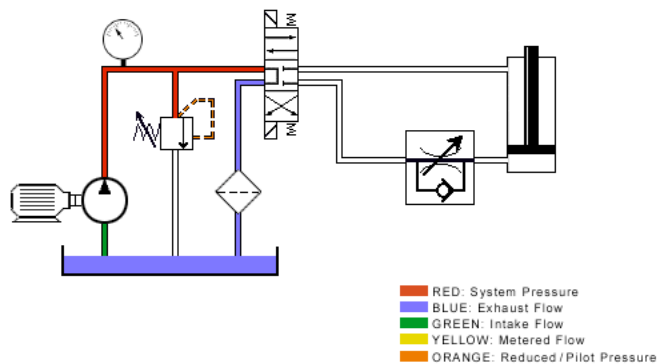 RED: System Pressure
BLUE: Exhaust Flow
GREEN: Intake Flow
YELLOW: Metered Flow
ORANGE: Reduced/Pilot Pressure